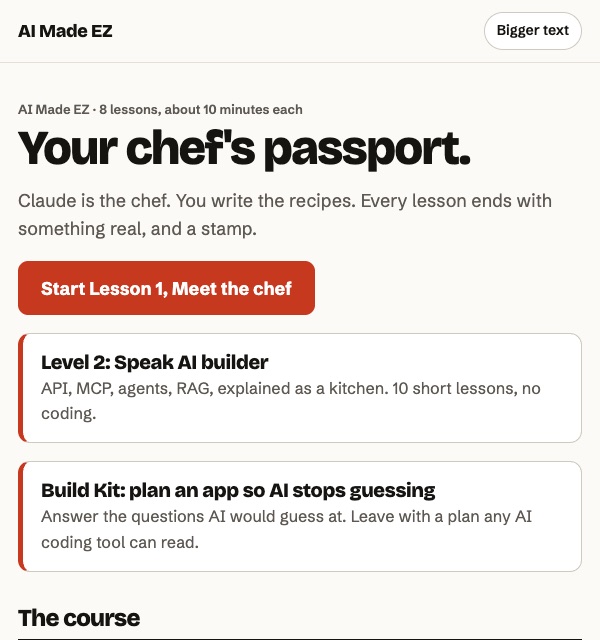 AI Made EZ
Bigger text
AI Made EZ · 8 lessons, about 10 minutes each
Your chef's passport.
Claude is the chef. You write the recipes. Every lesson ends with
something real, and a stamp.
Start Lesson 1, Meet the chef
Level 2: Speak AI builder
API, MCP, agents, RAG, explained as a kitchen. 10 short lessons, no
coding.
Build Kit: plan an app so AI stops guessing
Answer the questions AI would guess at. Leave with a plan any AI
coding tool can read.
The course